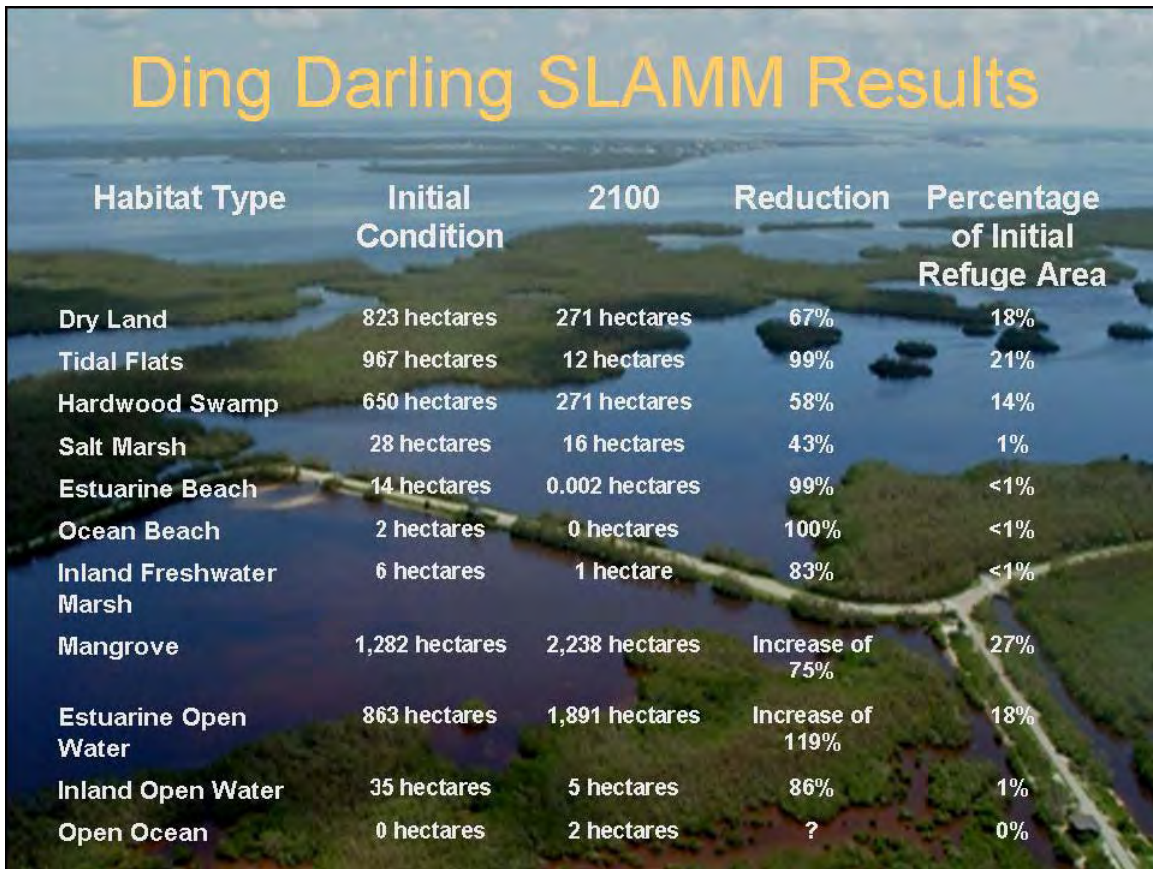 Ding Darling SLAMM Results
Habitat Type Initial Condition 2100 Reduction Percentage of Initial Refuge Area
Dry Land 823 hectares 271 hectares 67% 18%
Tidal Flats 967 hectares 12 hectares 99% 21%
Hardwood Swamp 650 hectares 271 hectares 58% 14%
Salt Marsh 28 hectares 16 hectares 43% 1%
Estuarine Beach 14 hectares 0.002 hectares 99% <1%
Ocean Beach 2 hectares 0 hectares 100% <1%
Inland Freshwater Marsh 6 hectares 1 hectare 83% <1%
Mangrove 1,282 hectares 2,238 hectares Increase of 75% 27%
Estuarine Open Water 863 hectares 1,891 hectares Increase of 119% 18%
Inland Open Water 35 hectares 5 hectares 86% 1%
Open Ocean 0 hectares 2 hectares ? 0%